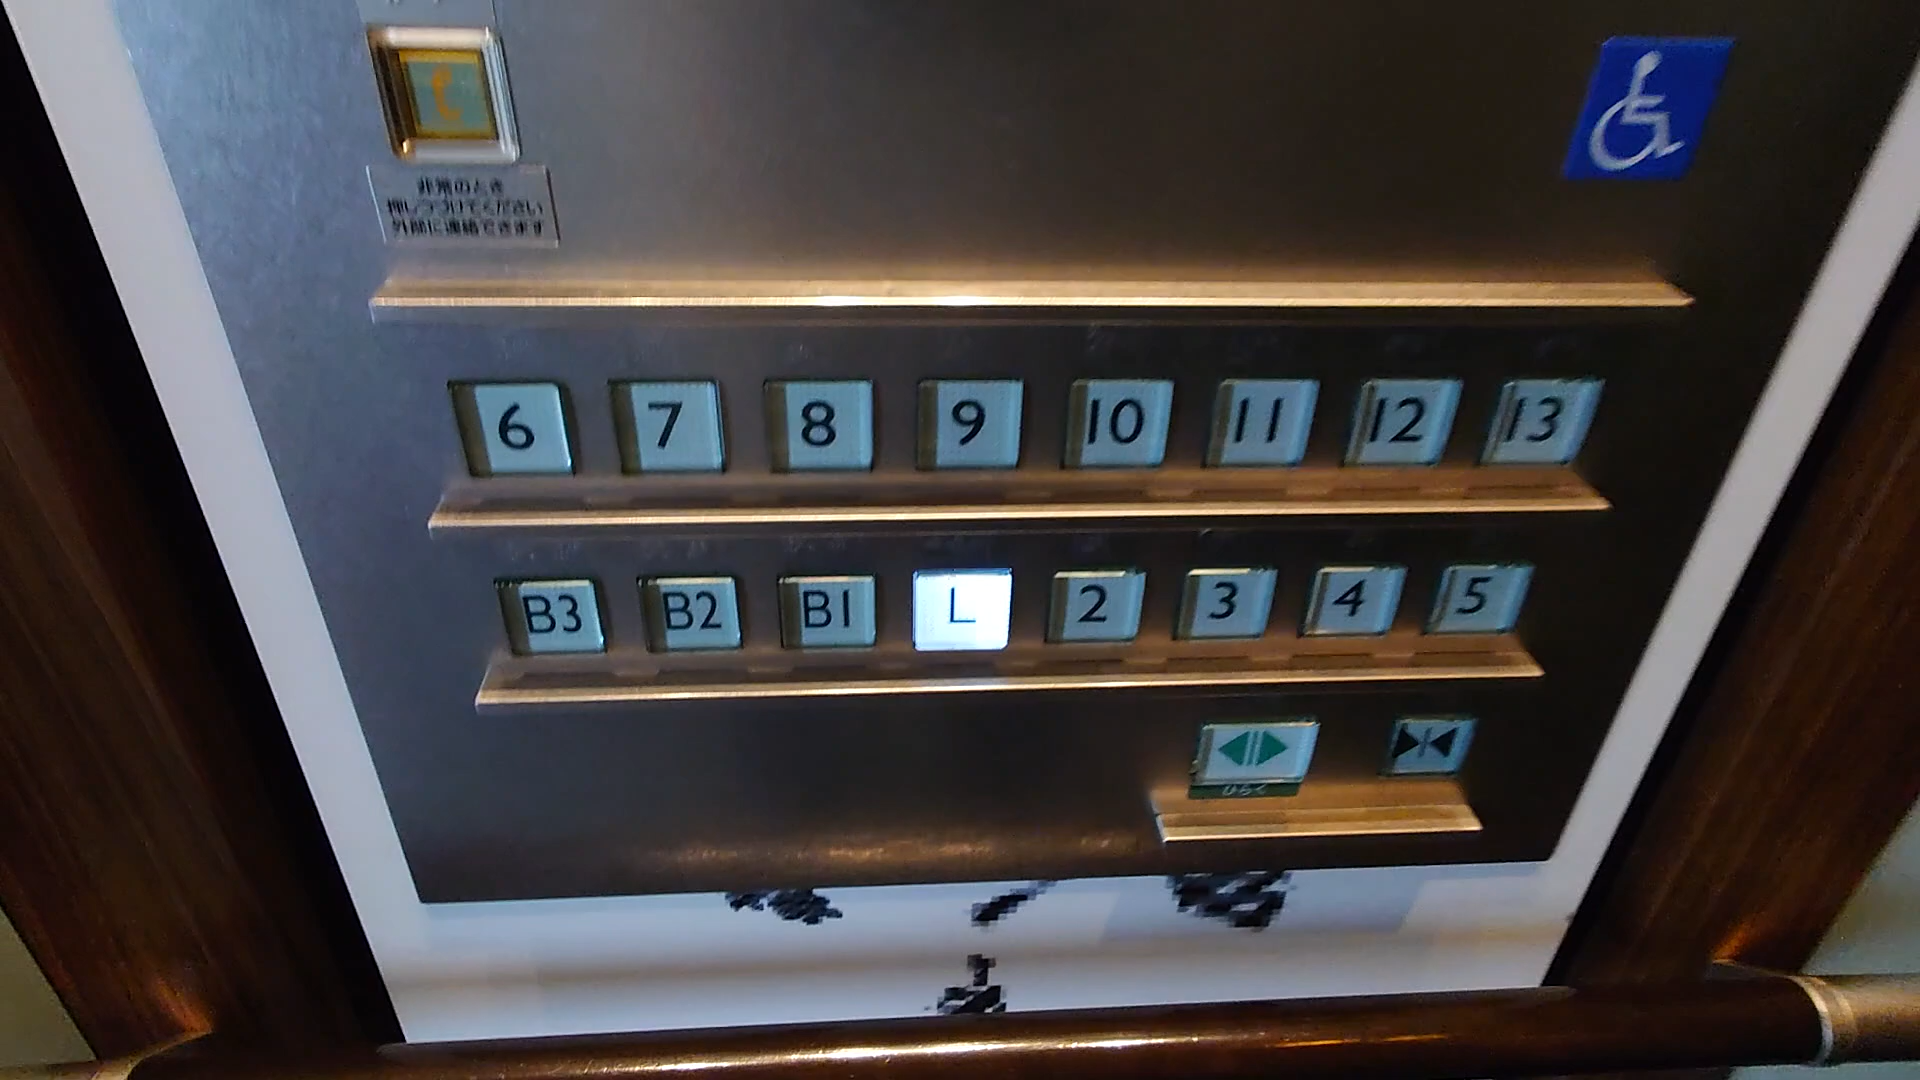 非常のとき
押しつづけてください
外部に連絡できます
6 7 8 9 10 11 12 13
B3 B2 B1 L 2 3 4 5
ひらく